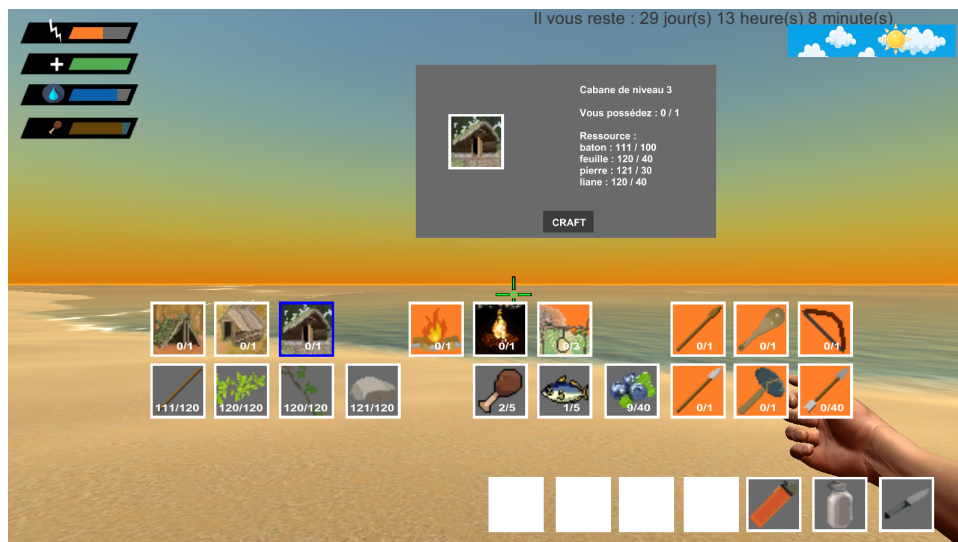 Il vous reste : 29 jour(s) 13 heure(s) 8 minute(s)
Cabane de niveau 3
Vous possédez : 0 / 1
Ressource :
baton : 111 / 100
feuille : 120 / 40
pierre : 121 / 30
liane : 120 / 40
CRAFT
0/1 0/1 0/1 0/1 0/1 0/3 0/1 0/1 0/1
111/120 120/120 120/120 121/120 2/5 1/5 9/40 0/1 0/1 0/40